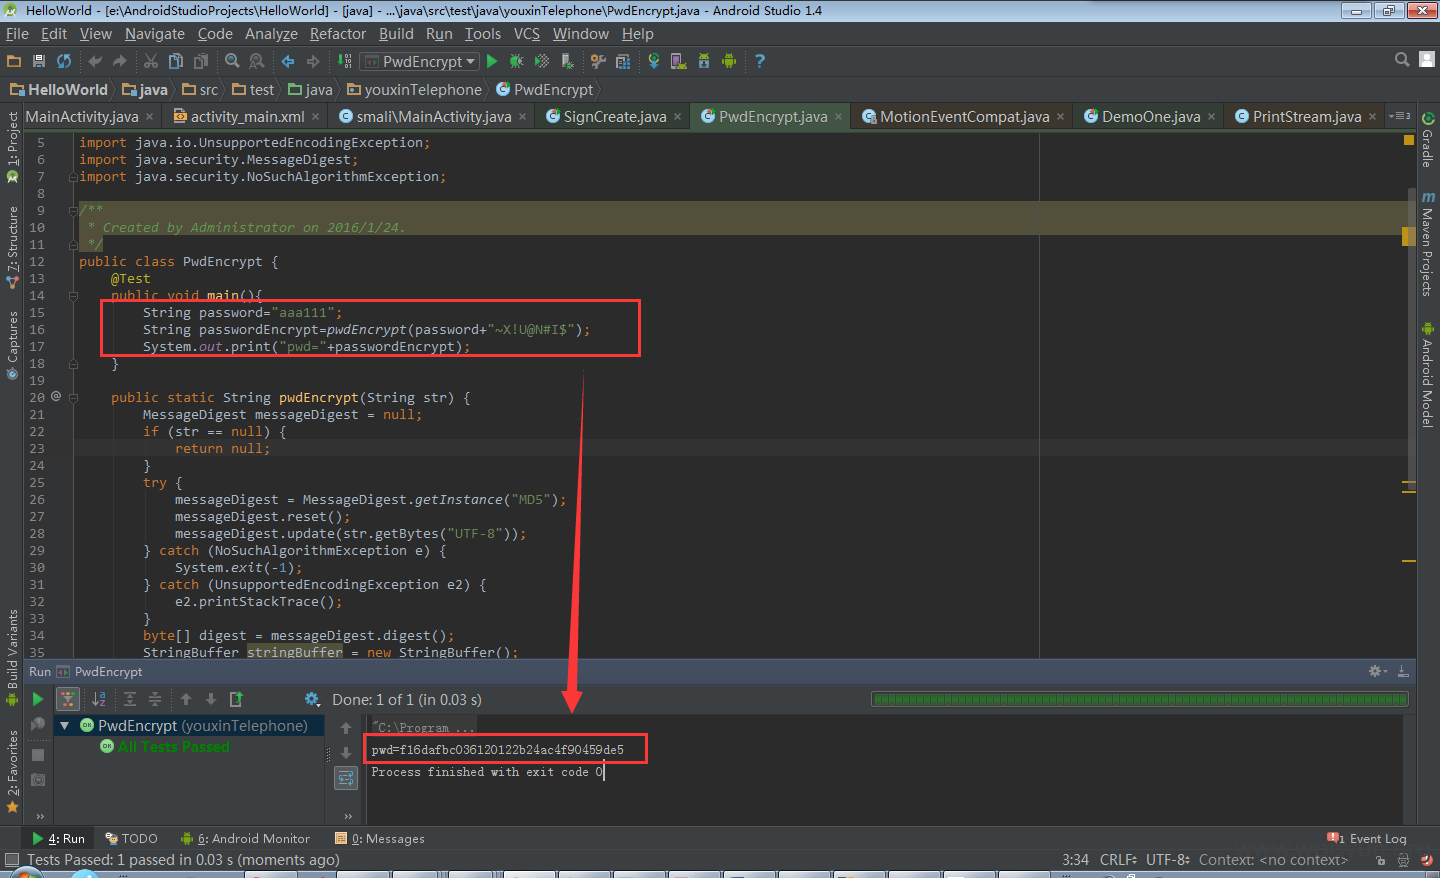 HelloWorld - [e:\AndroidStudioProjects\HelloWorld] - [java] - ...\java\src\test\java\youxinTelephone\PwdEncrypt.java - Android Studio 1.4
File Edit View Navigate Code Analyze Refactor Build Run Tools VCS Window Help
PwdEncrypt
HelloWorld java src test java youxinTelephone PwdEncrypt
MainActivity.java activity_main.xml smali\MainActivity.java SignCreate.java PwdEncrypt.java MotionEventCompat.java DemoOne.java PrintStream.java
1: Project
7: Structure
Captures
Build Variants
2: Favorites
Gradle
Maven Projects
Android Model
5 import java.io.UnsupportedEncodingException;
6 import java.security.MessageDigest;
7 import java.security.NoSuchAlgorithmException;
8
9 /**
10 * Created by Administrator on 2016/1/24.
11 */
12 public class PwdEncrypt {
13 @Test
14 public void main(){
15 String password="aaa111";
16 String passwordEncrypt=pwdEncrypt(password+"~X!U@N#I$");
17 System.out.print("pwd="+passwordEncrypt);
18 }
19
20 @ public static String pwdEncrypt(String str) {
21 MessageDigest messageDigest = null;
22 if (str == null) {
23 return null;
24 }
25 try {
26 messageDigest = MessageDigest.getInstance("MD5");
27 messageDigest.reset();
28 messageDigest.update(str.getBytes("UTF-8"));
29 } catch (NoSuchAlgorithmException e) {
30 System.exit(-1);
31 } catch (UnsupportedEncodingException e2) {
32 e2.printStackTrace();
33 }
34 byte[] digest = messageDigest.digest();
35 StringBuffer stringBuffer = new StringBuffer();
Run PwdEncrypt
Done: 1 of 1 (in 0.03 s)
PwdEncrypt (youxinTelephone)
All Tests Passed
"C:\Program ...
pwd=f16dafbc036120122b24ac4f90459de5
Process finished with exit code 0
4: Run TODO 6: Android Monitor 0: Messages 1 Event Log
Tests Passed: 1 passed in 0.03 s (moments ago) 3:34 CRLF UTF-8 Context: <no context>